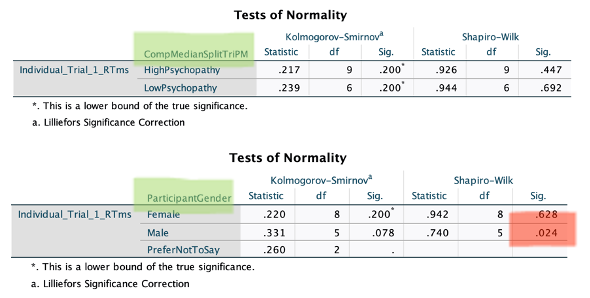 Tests of Normality
Kolmogorov-Smirnovᵃ Shapiro-Wilk
CompMedianSplitTriPM Statistic df Sig. Statistic df Sig.
Individual_Trial_1_RTms HighPsychopathy .217 9 .200* .926 9 .447
LowPsychopathy .239 6 .200* .944 6 .692
*. This is a lower bound of the true significance.
a. Lilliefors Significance Correction
Tests of Normality
Kolmogorov-Smirnovᵃ Shapiro-Wilk
ParticipantGender Statistic df Sig. Statistic df Sig.
Individual_Trial_1_RTms Female .220 8 .200* .942 8 .628
Male .331 5 .078 .740 5 .024
PreferNotToSay .260 2 .
*. This is a lower bound of the true significance.
a. Lilliefors Significance Correction